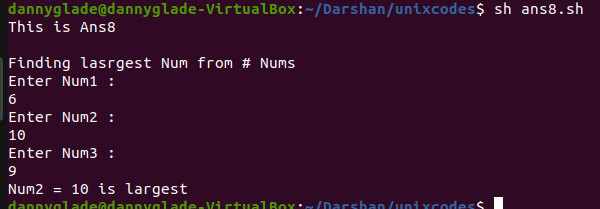 dannyglade@dannyglade-VirtualBox:~/Darshan/unixcodes$ sh ans8.sh
This is Ans8
Finding lasrgest Num from # Nums
Enter Num1 :
6
Enter Num2 :
10
Enter Num3 :
9
Num2 = 10 is largest
dannyglade@dannyglade-VirtualBox:~/Darshan/unixcodes$